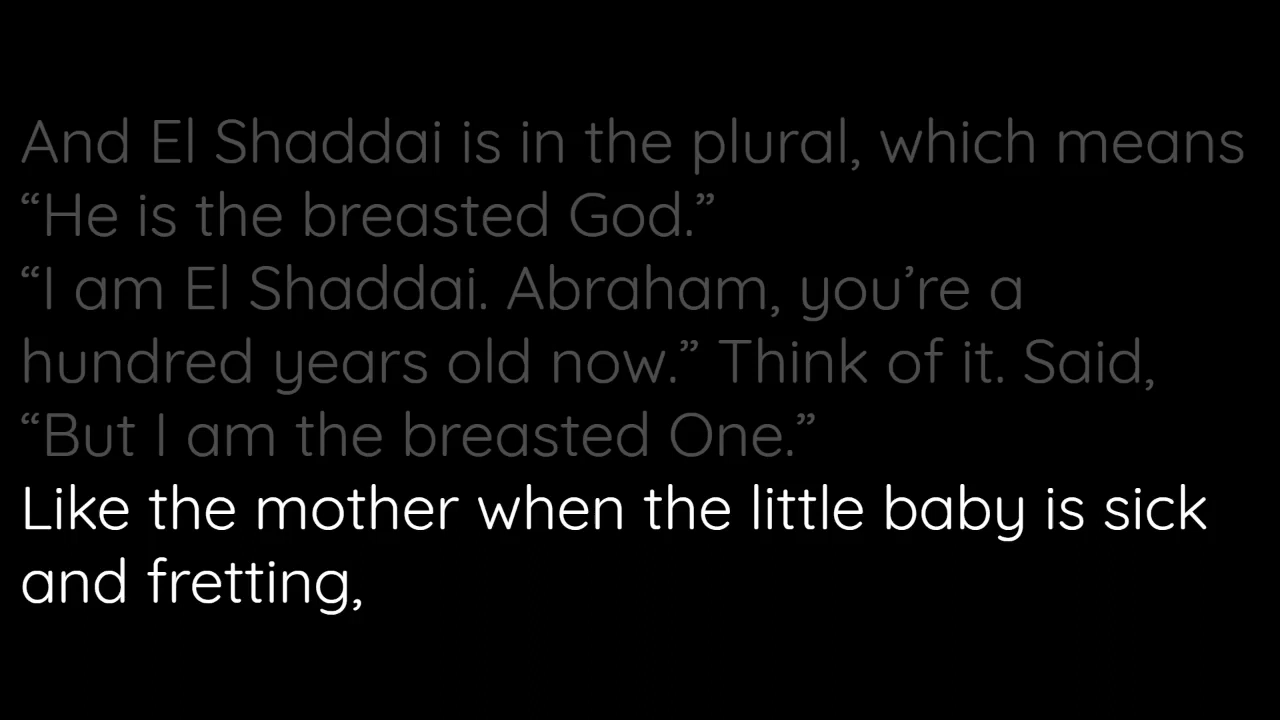 And El Shaddai is in the plural, which means
“He is the breasted God.”
“I am El Shaddai. Abraham, you’re a
hundred years old now.” Think of it. Said,
“But I am the breasted One.”
Like the mother when the little baby is sick
and fretting,